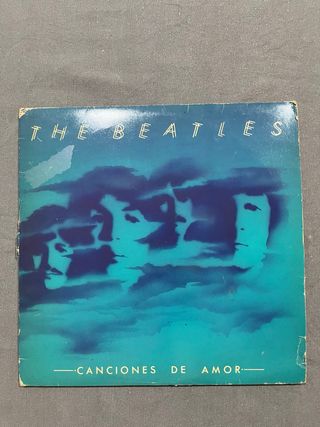 THE BEATLES
CANCIONES DE AMOR